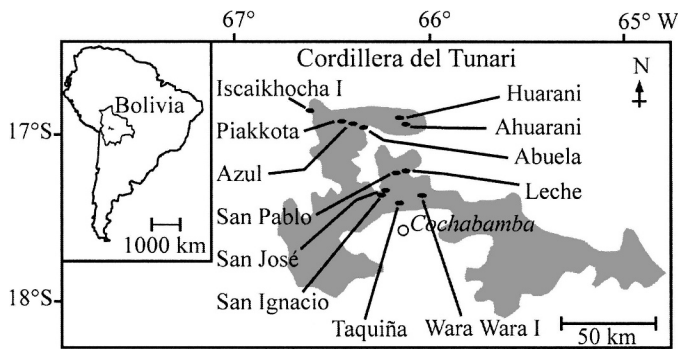 67° 66° 65° W
Cordillera del Tunari
Iscaikhocha I
N
Bolivia
Huarani
17°S
Piakkota
Ahuarani
Azul
Abuela
Leche
San Pablo
1000 km
Cochabamba
San José
18°S
San Ignacio
Taquiña
Wara Wara I
50 km